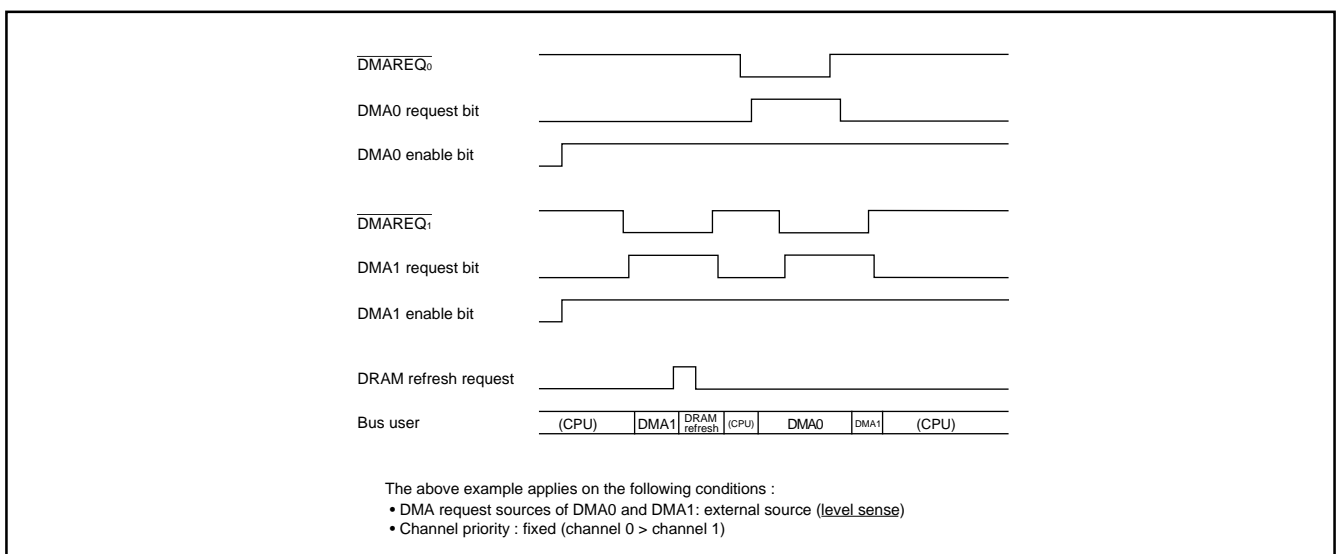 DMAREQ₀
DMA0 request bit
DMA0 enable bit
DMAREQ₁
DMA1 request bit
DMA1 enable bit
DRAM refresh request
Bus user (CPU) DMA1 DRAM refresh (CPU) DMA0 DMA1 (CPU)
The above example applies on the following conditions :
• DMA request sources of DMA0 and DMA1: external source (level sense)
• Channel priority : fixed (channel 0 > channel 1)